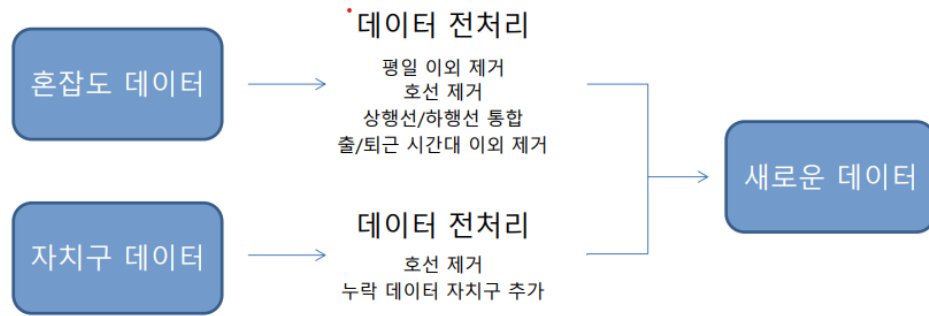 혼잡도 데이터
데이터 전처리
평일 이외 제거
호선 제거
상행선/하행선 통합
출/퇴근 시간대 이외 제거
자치구 데이터
데이터 전처리
호선 제거
누락 데이터 자치구 추가
새로운 데이터